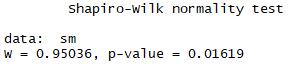 Shapiro-Wilk normality test
data:  sm
W = 0.95036, p-value = 0.01619